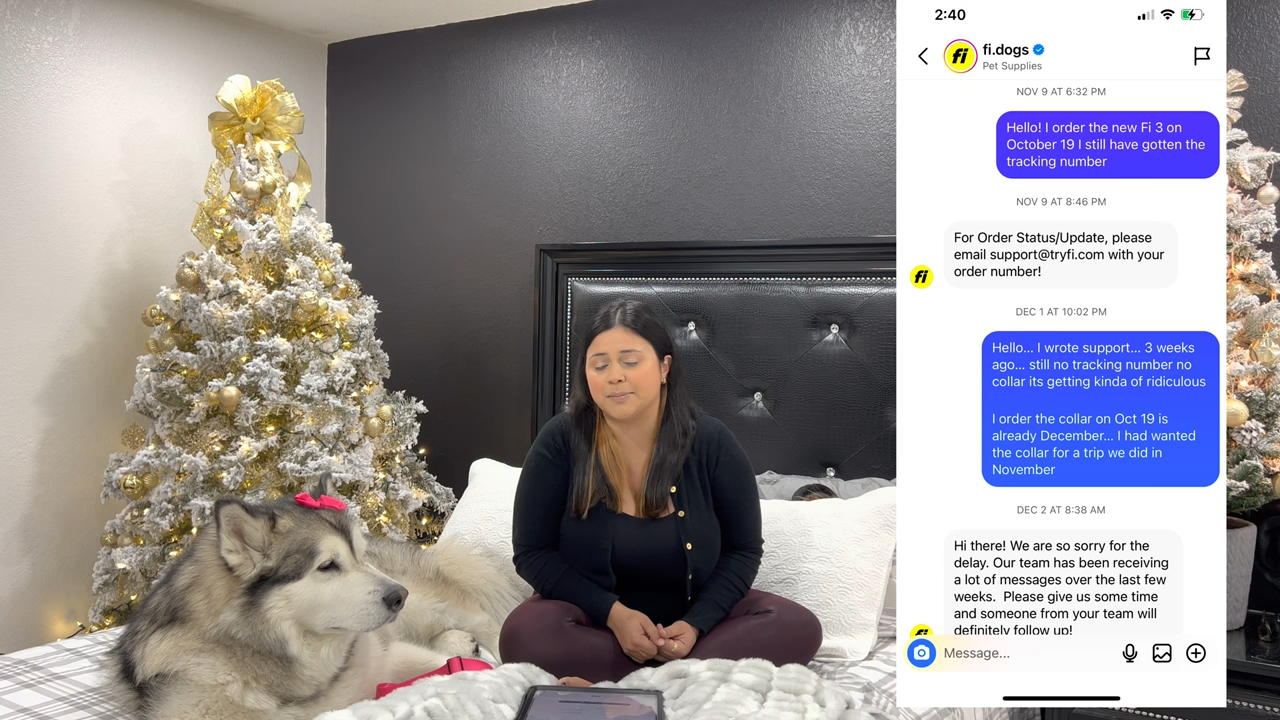 2:40
fi
fi.dogs
Pet Supplies
NOV 9 AT 6:32 PM
Hello! I order the new Fi 3 on
October 19 I still have gotten the
tracking number
NOV 9 AT 8:46 PM
For Order Status/Update, please
email support@tryfi.com with your
order number!
fi
DEC 1 AT 10:02 PM
Hello... I wrote support... 3 weeks
ago... still no tracking number no
collar its getting kinda of ridiculous
I order the collar on Oct 19 is
already December... I had wanted
the collar for a trip we did in
November
DEC 2 AT 8:38 AM
Hi there! We are so sorry for the
delay. Our team has been receiving
a lot of messages over the last few
weeks. Please give us some time
and someone from your team will
definitely follow up!
fi
Message...